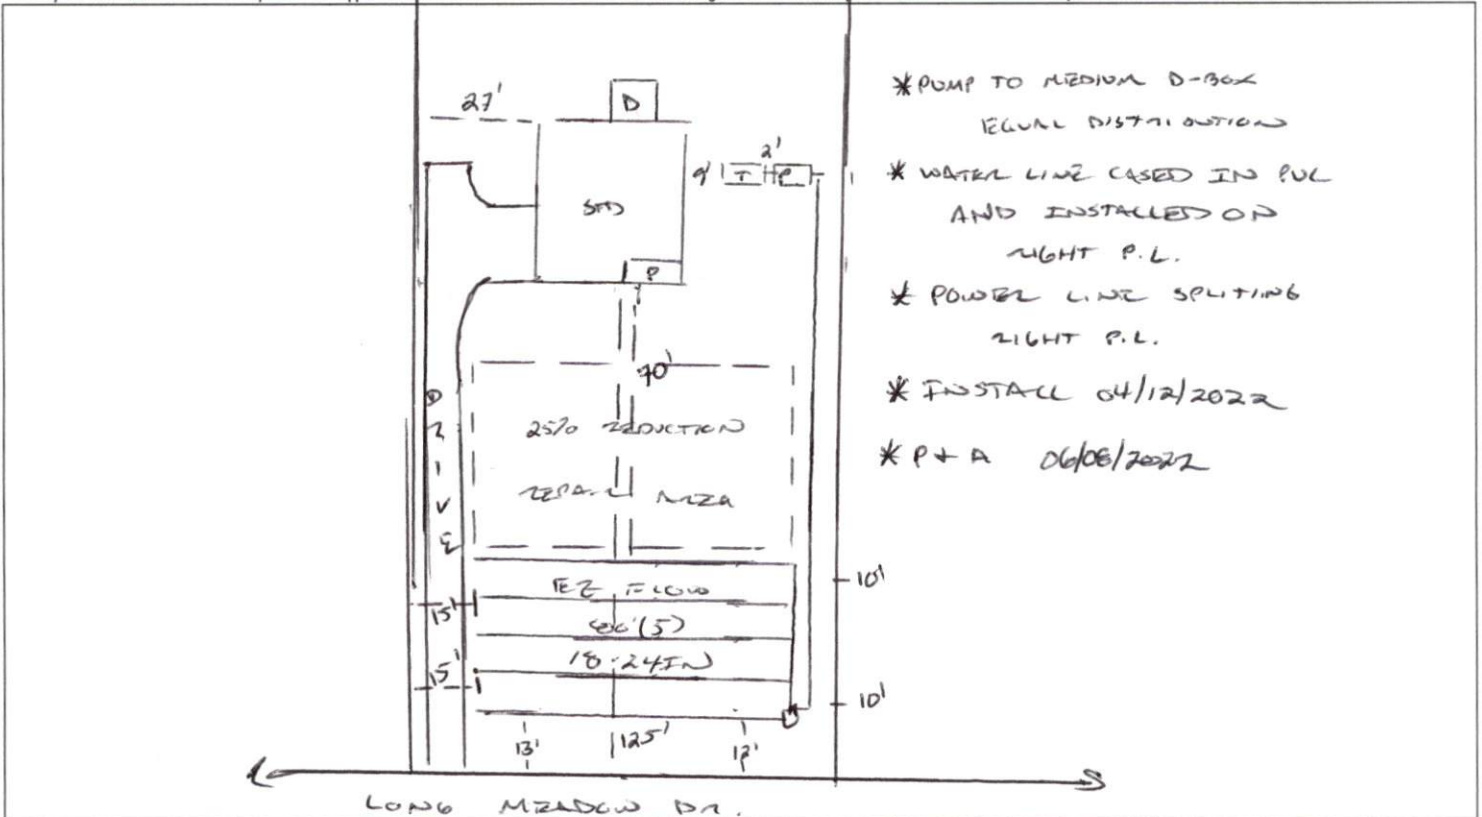 27'
D
*PUMP TO MEDIUM D-BOX
EQUAL DISTRIBUTION
2'
9' T P
* WATER LINE CASED IN PVC
AND INSTALLED ON
RIGHT P.L.
STD
P
* POWER LINE SPLITING
RIGHT P.L.
70'
* INSTALL 04/12/2022
DRIVE
25% REDUCTION
* P + A 06/08/2022
REPAIR AREA
10'
EZ FLOW
15'
(5)
18-24IN
15'
10'
13' 125' 12'
LONG MEADOW DR.